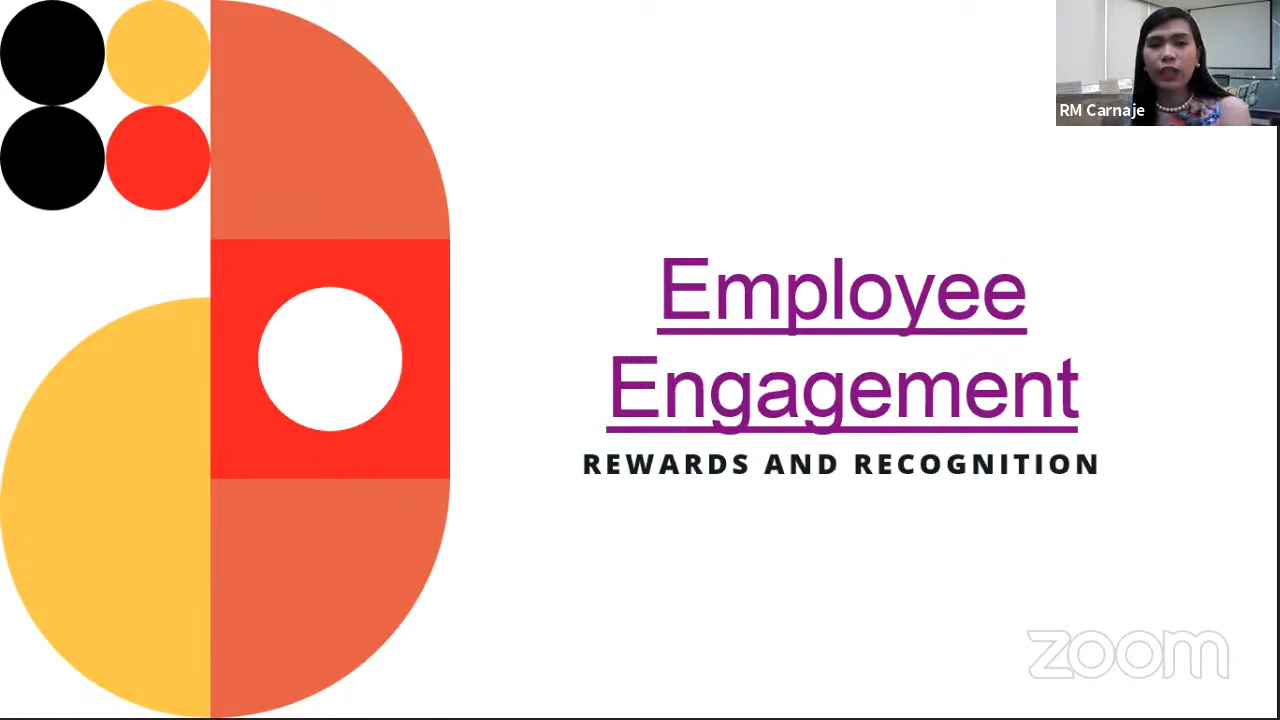 RM Carnaje
Employee
Engagement
REWARDS AND RECOGNITION
zoom